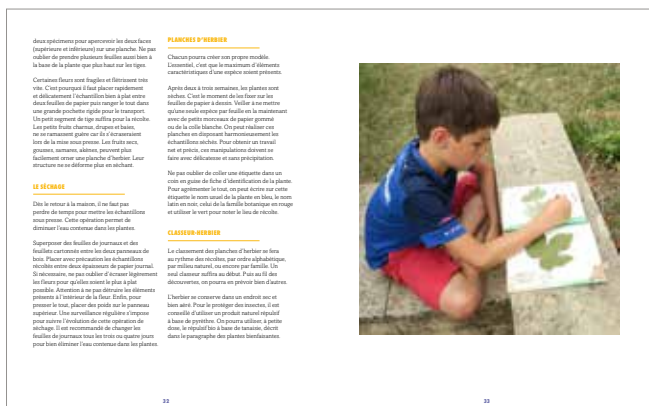 deux spécimens pour apercevoir les deux faces
(supérieure et inférieure) sur une planche. Ne pas
oublier de prendre plusieurs feuilles aussi bien à
la base de la plante que plus haut sur les tiges.
Certaines fleurs sont fragiles et flétrissent très
vite. C'est pourquoi il faut placer rapidement
et délicatement l'échantillon bien à plat entre
deux feuilles de papier puis ranger le tout dans
une grande pochette rigide pour le transport.
Un petit segment de tige suffira pour la récolte.
Les petits fruits charnus, drupes et baies,
ne se ramassent guère car ils s'écraseraient
lors de la mise sous presse. Les fruits secs,
gousses, samares, akènes, peuvent plus
facilement orner une planche d'herbier. Leur
structure ne se déforme plus en séchant.
LE SÉCHAGE
Dès le retour à la maison, il ne faut pas
perdre de temps pour mettre les échantillons
sous presse. Cette opération permet de
diminuer l'eau contenue dans les plantes.
Superposer des feuilles de journaux et des
feuilles cartonnées entre les deux panneaux de
bois. Placer avec précaution les échantillons
récoltés entre deux épaisseurs de papier journal.
Si nécessaire, ne pas oublier d'écraser légèrement
les fleurs pour qu'elles soient le plus à plat
possible. Attention à ne pas détruire les éléments
présents à l'intérieur de la fleur. Enfin, pour
presser le tout, placer des poids sur le panneau
supérieur. Une surveillance régulière s'impose
pour suivre l'évolution de cette opération de
séchage. Il est recommandé de changer les
feuilles de journaux tous les trois ou quatre jours
pour bien éliminer l'eau contenue dans les plantes.
PLANCHES D'HERBIER
Chacun pourra créer son propre modèle.
L'essentiel, c'est que le maximum d'éléments
caractéristiques d'une espèce soient présents.
Après deux à trois semaines, les plantes sont
sèches. C'est le moment de les fixer sur les
feuilles de papier à dessin. Veiller à ne mettre
qu'une seule espèce par feuille en la maintenant
avec de petits morceaux de papier gommé
ou de la colle blanche. On peut réaliser ces
planches en disposant harmonieusement les
échantillons séchés. Pour obtenir un travail
net et précis, ces manipulations doivent se
faire avec délicatesse et sans précipitation.
Ne pas oublier de coller une étiquette dans un
coin en guise de fiche d'identification de la plante.
Pour agrémenter le tout, on peut écrire sur cette
étiquette le nom usuel de la plante en bleu, le nom
latin en noir, celui de la famille botanique en rouge
et utiliser le vert pour noter le lieu de récolte.
CLASSEUR-HERBIER
Le classement des planches d'herbier se fera
au rythme des récoltes, par ordre alphabétique,
par milieu naturel, ou encore par famille. Un
seul classeur suffira au début. Puis au fil des
découvertes, on pourra en prévoir bien d'autres.
L'herbier se conserve dans un endroit sec et
bien aéré. Pour le protéger des insectes, il est
conseillé d'utiliser un produit naturel répulsif
à base de pyrèthre. On pourra utiliser, à petite
dose, le répulsif bio à base de tanaisie, décrit
dans le paragraphe des plantes bienfaisantes.
32
33